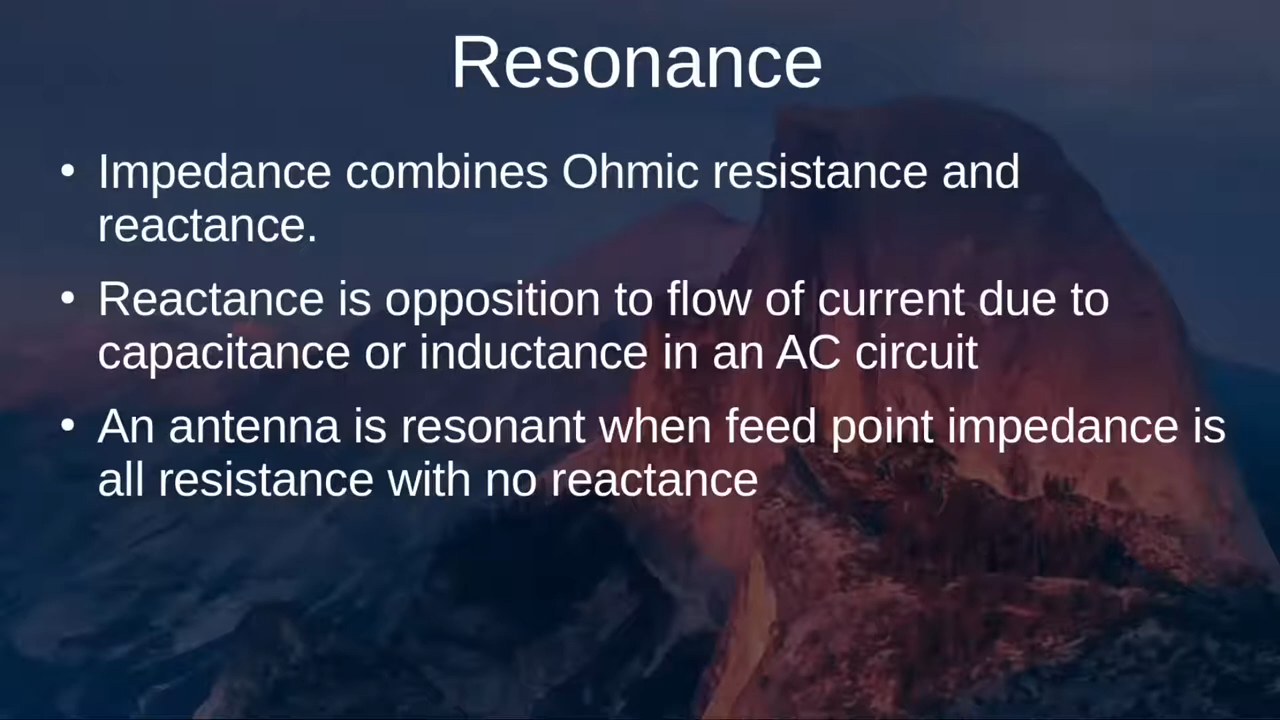 Resonance
• Impedance combines Ohmic resistance and
reactance.
• Reactance is opposition to flow of current due to
capacitance or inductance in an AC circuit
• An antenna is resonant when feed point impedance is
all resistance with no reactance